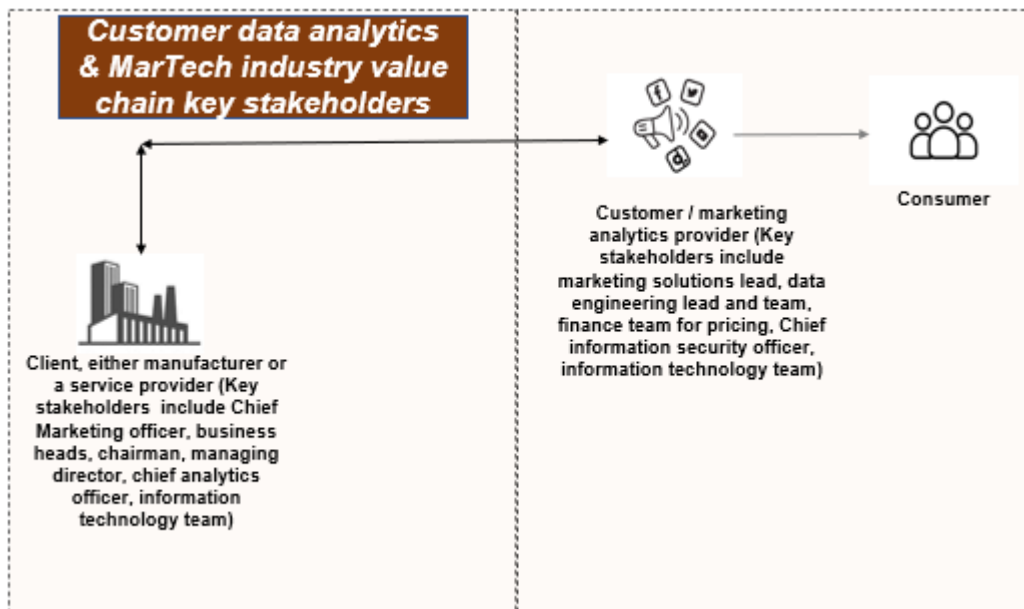 Customer data analytics
& MarTech industry value
chain key stakeholders
Consumer
Customer / marketing
analytics provider (Key
stakeholders include
marketing solutions lead, data
engineering lead and team,
finance team for pricing, Chief
information security officer,
information technology team)
Client, either manufacturer or
a service provider (Key
stakeholders  include Chief
Marketing officer, business
heads, chairman, managing
director, chief analytics
officer, information
technology team)